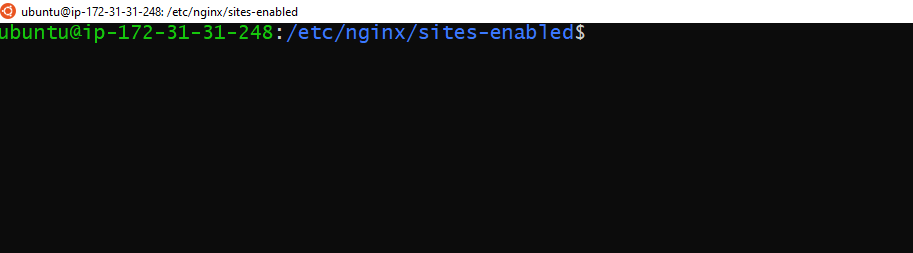 ubuntu@ip-172-31-31-248: /etc/nginx/sites-enabled
ubuntu@ip-172-31-31-248:/etc/nginx/sites-enabled$